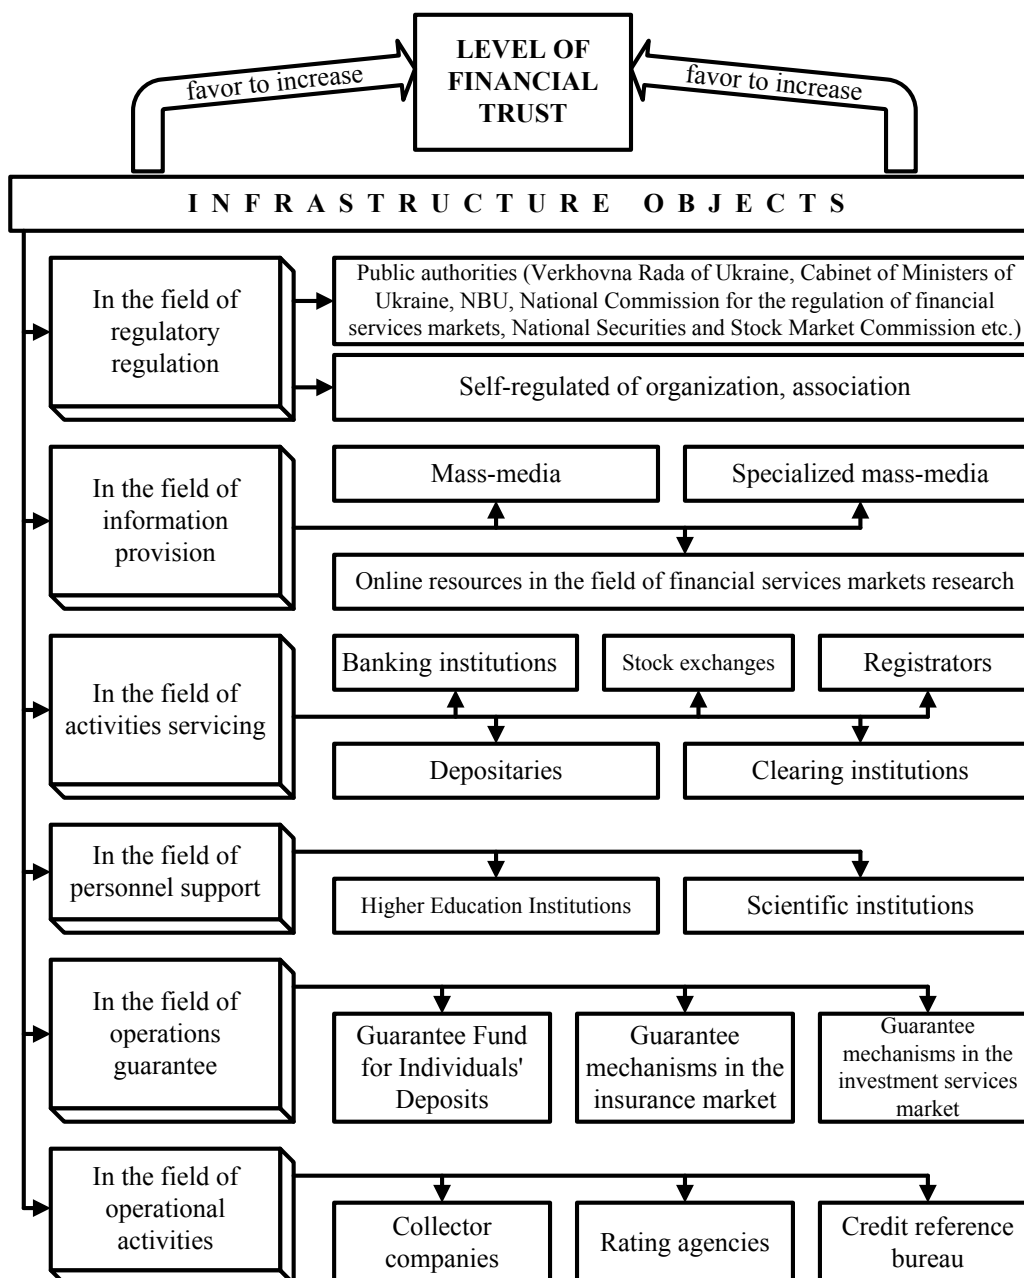 LEVEL OF
FINANCIAL
TRUST
favor to increase
favor to increase
INFRASTRUCTURE OBJECTS
In the field of
regulatory
regulation
Public authorities (Verkhovna Rada of Ukraine, Cabinet of Ministers of
Ukraine, NBU, National Commission for the regulation of financial
services markets, National Securities and Stock Market Commission etc.)
Self-regulated of organization, association
In the field of
information
provision
Mass-media
Specialized mass-media
Online resources in the field of financial services markets research
In the field of
activities servicing
Banking institutions
Stock exchanges
Registrators
Depositaries
Clearing institutions
In the field of
personnel support
Higher Education Institutions
Scientific institutions
In the field of
operations
guarantee
Guarantee Fund
for Individuals'
Deposits
Guarantee
mechanisms in the
insurance market
Guarantee
mechanisms in the
investment services
market
In the field of
operational
activities
Collector
companies
Rating agencies
Credit reference
bureau